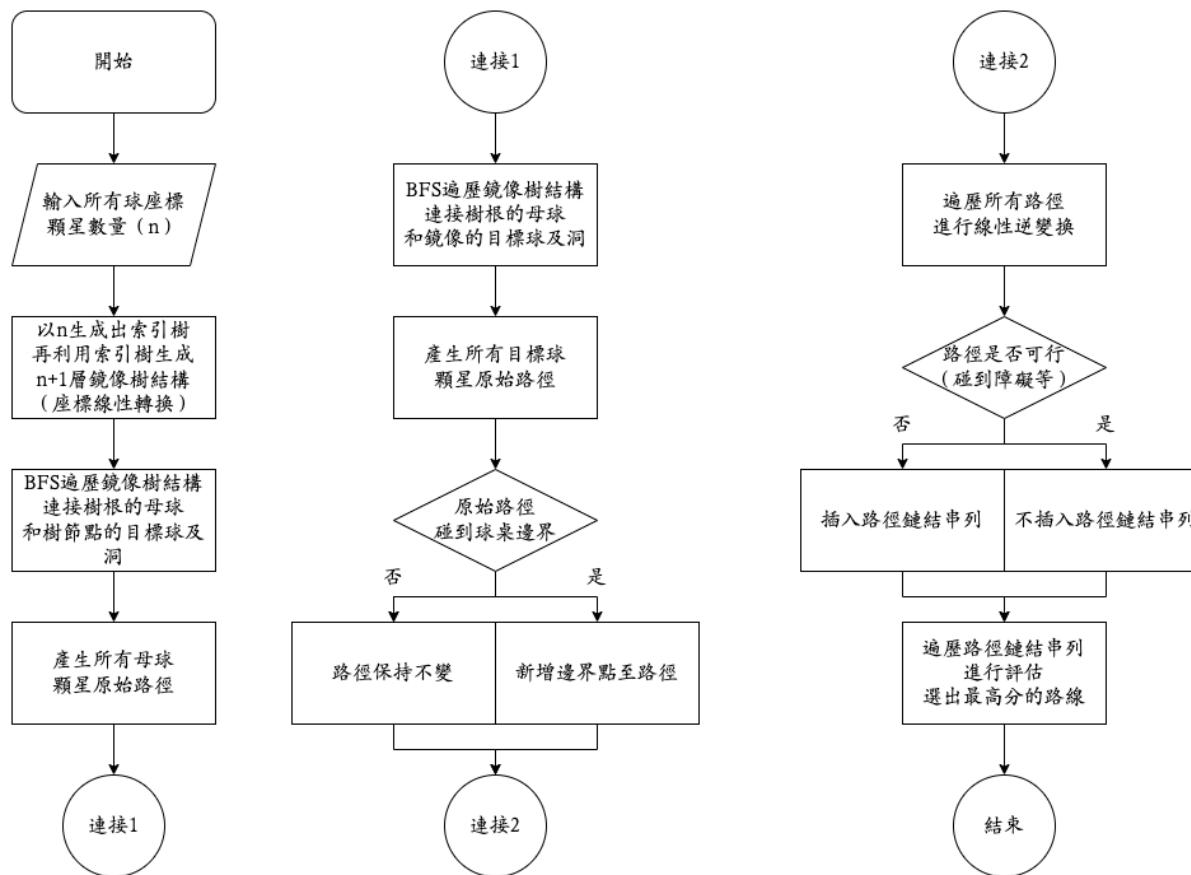 開始
輸入所有球座標
顆星數量（n）
以n生成出索引樹
再利用索引樹生成
n+1層鏡像樹結構
（座標線性轉換）
BFS遍歷鏡像樹結構
連接樹根的母球
和樹節點的目標球及
洞
產生所有母球
顆星原始路徑
連接1
連接1
BFS遍歷鏡像樹結構
連接樹根的母球
和鏡像的目標球及洞
產生所有目標球
顆星原始路徑
原始路徑
碰到球桌邊界
否
是
路徑保持不變
新增邊界點至路徑
連接2
連接2
遍歷所有路徑
進行線性逆變換
路徑是否可行
（碰到障礙等）
否
是
插入路徑鏈結串列
不插入路徑鏈結串列
遍歷路徑鏈結串列
進行評估
選出最高分的路線
結束